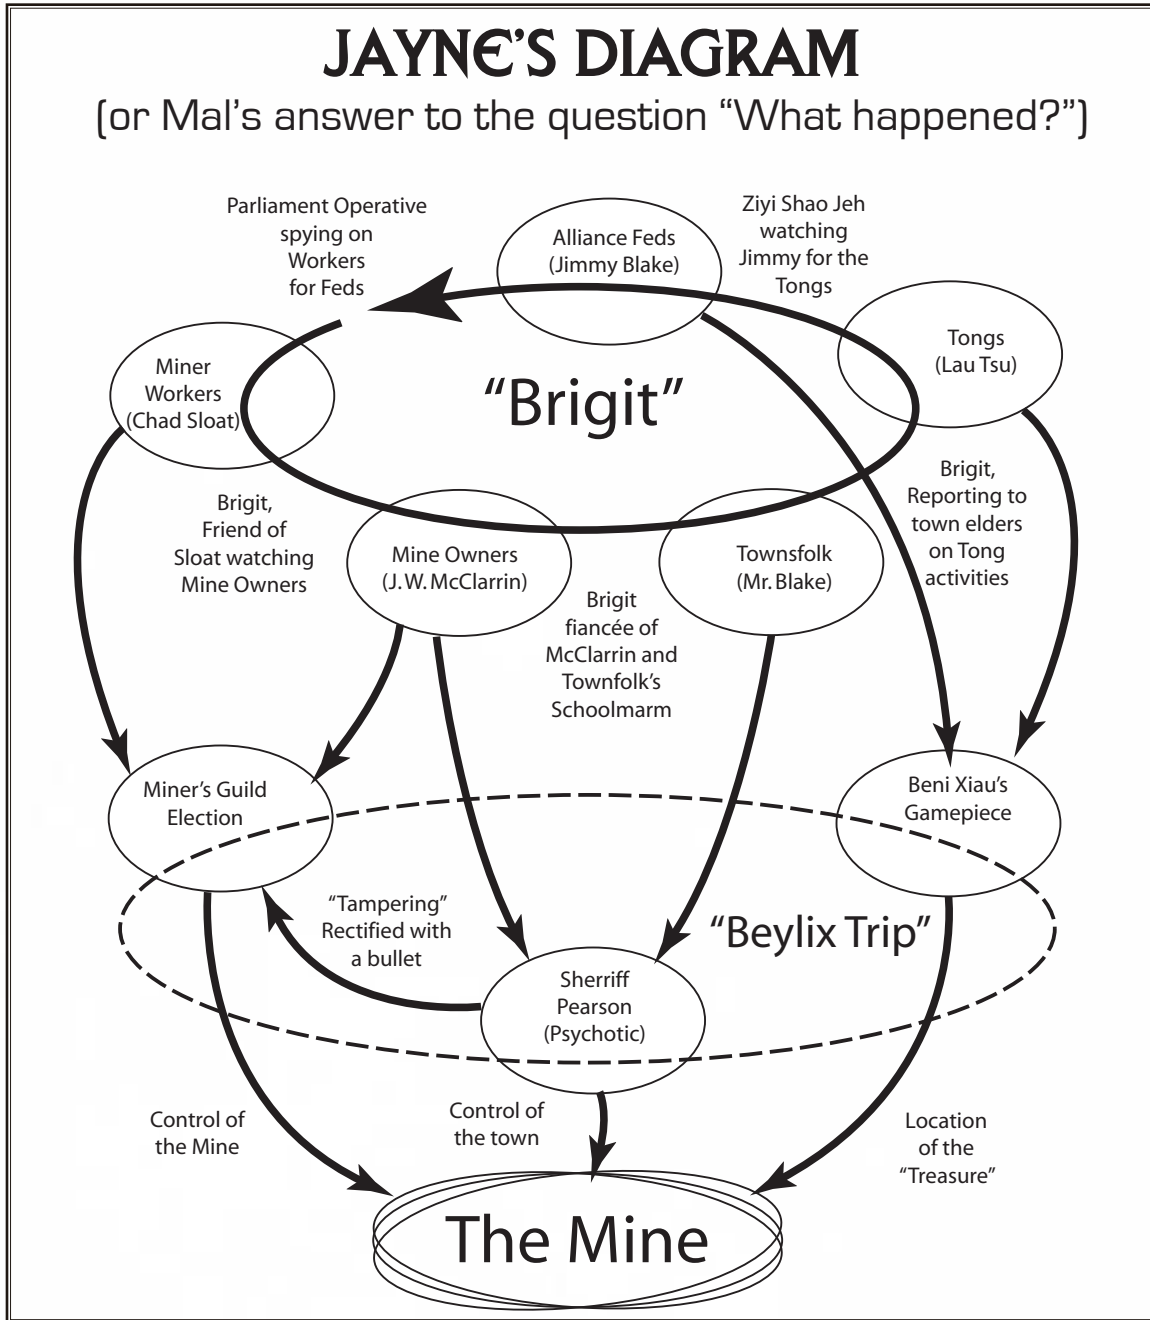 JAYNE'S DIAGRAM
(or Mal's answer to the question “What happened?”)
Parliament Operative
spying on
Workers
for Feds
Alliance Feds
(Jimmy Blake)
Ziyi Shao Jeh
watching
Jimmy for the
Tongs
Tongs
(Lau Tsu)
Miner
Workers
(Chad Sloat)
“Brigit”
Brigit,
Friend of
Sloat watching
Mine Owners
Mine Owners
(J. W. McClarrin)
Brigit
fiancée of
McClarrin and
Townfolk’s
Schoolmarm
Townsfolk
(Mr. Blake)
Brigit,
Reporting to
town elders
on Tong
activities
Miner’s Guild
Election
Beni Xiau’s
Gamepiece
“Tampering”
Rectified with
a bullet
“Beylix Trip”
Sherriff
Pearson
(Psychotic)
Control of
the Mine
Control of
the town
Location
of the
“Treasure”
The Mine